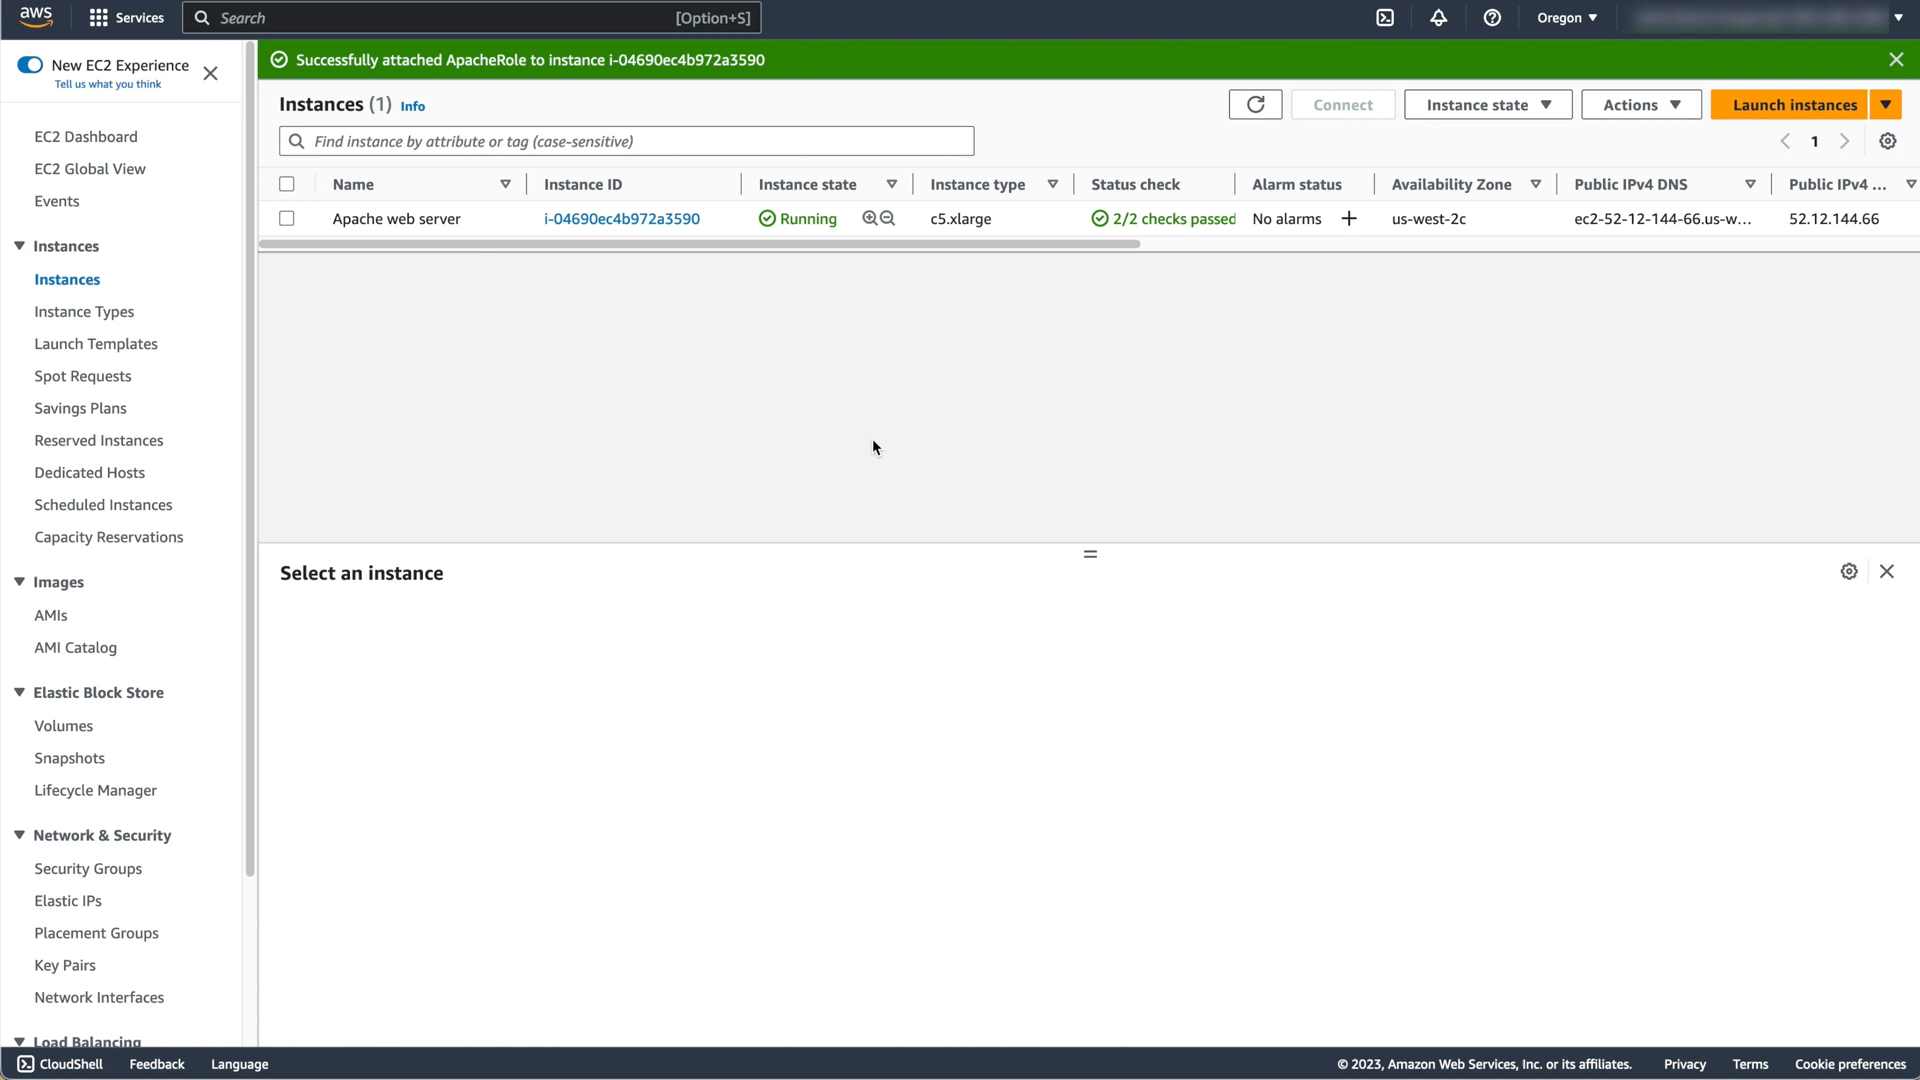 aws
Services
Search
[Option+S]
Oregon
New EC2 Experience
Tell us what you think
EC2 Dashboard
EC2 Global View
Events
Instances
Instances
Instance Types
Launch Templates
Spot Requests
Savings Plans
Reserved Instances
Dedicated Hosts
Scheduled Instances
Capacity Reservations
Images
AMIs
AMI Catalog
Elastic Block Store
Volumes
Snapshots
Lifecycle Manager
Network & Security
Security Groups
Elastic IPs
Placement Groups
Key Pairs
Network Interfaces
Load Balancing
Successfully attached ApacheRole to instance i-04690ec4b972a3590
Instances (1) Info
Connect
Instance state
Actions
Launch instances
Find instance by attribute or tag (case-sensitive)
1
Name Instance ID Instance state Instance type Status check Alarm status Availability Zone Public IPv4 DNS Public IPv4 ...
Apache web server i-04690ec4b972a3590 Running c5.xlarge 2/2 checks passed No alarms + us-west-2c ec2-52-12-144-66.us-w... 52.12.144.66
Select an instance
CloudShell Feedback Language
© 2023, Amazon Web Services, Inc. or its affiliates. Privacy Terms Cookie preferences